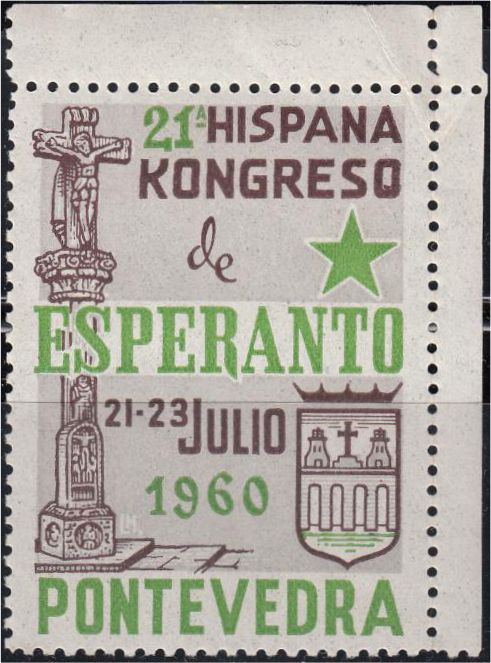 21ᴬ HISPANA
KONGRESO
de
ESPERANTO
21-23 JULIO
1960
PONTEVEDRA